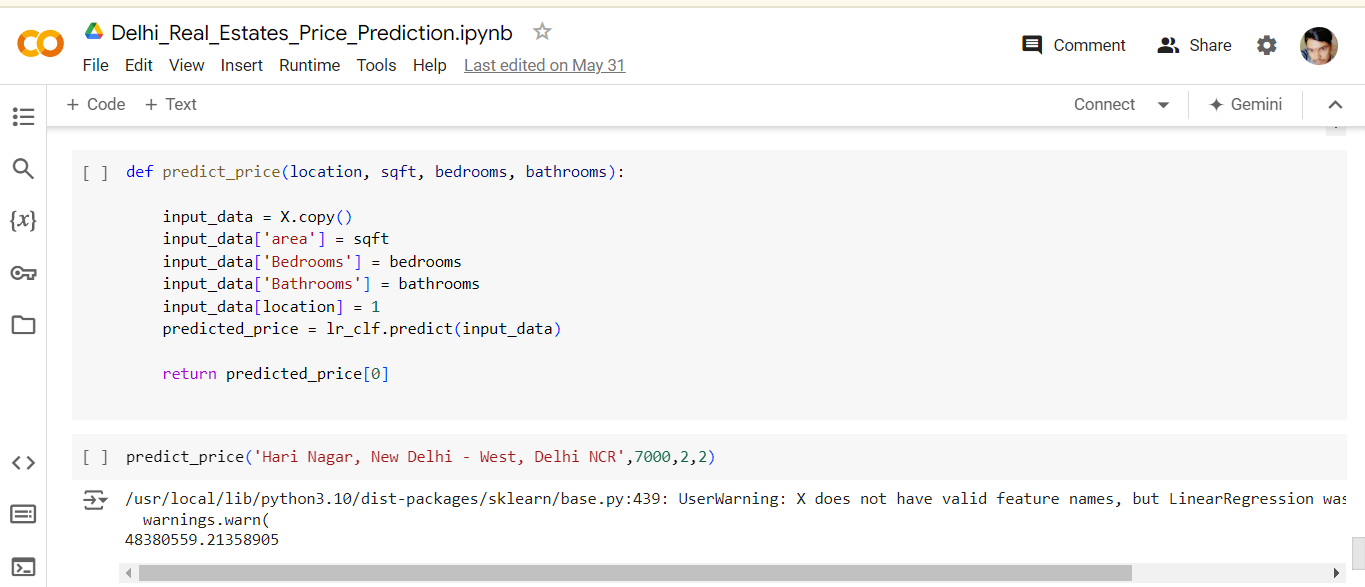 Delhi_Real_Estates_Price_Prediction.ipynb
Comment
Share
File Edit View Insert Runtime Tools Help Last edited on May 31
+ Code + Text
Connect
Gemini
{x}
[ ] def predict_price(location, sqft, bedrooms, bathrooms):
input_data = X.copy()
input_data['area'] = sqft
input_data['Bedrooms'] = bedrooms
input_data['Bathrooms'] = bathrooms
input_data[location] = 1
predicted_price = lr_clf.predict(input_data)
return predicted_price[0]
[ ] predict_price('Hari Nagar, New Delhi - West, Delhi NCR',7000,2,2)
/usr/local/lib/python3.10/dist-packages/sklearn/base.py:439: UserWarning: X does not have valid feature names, but LinearRegression was
warnings.warn(
48380559.21358905